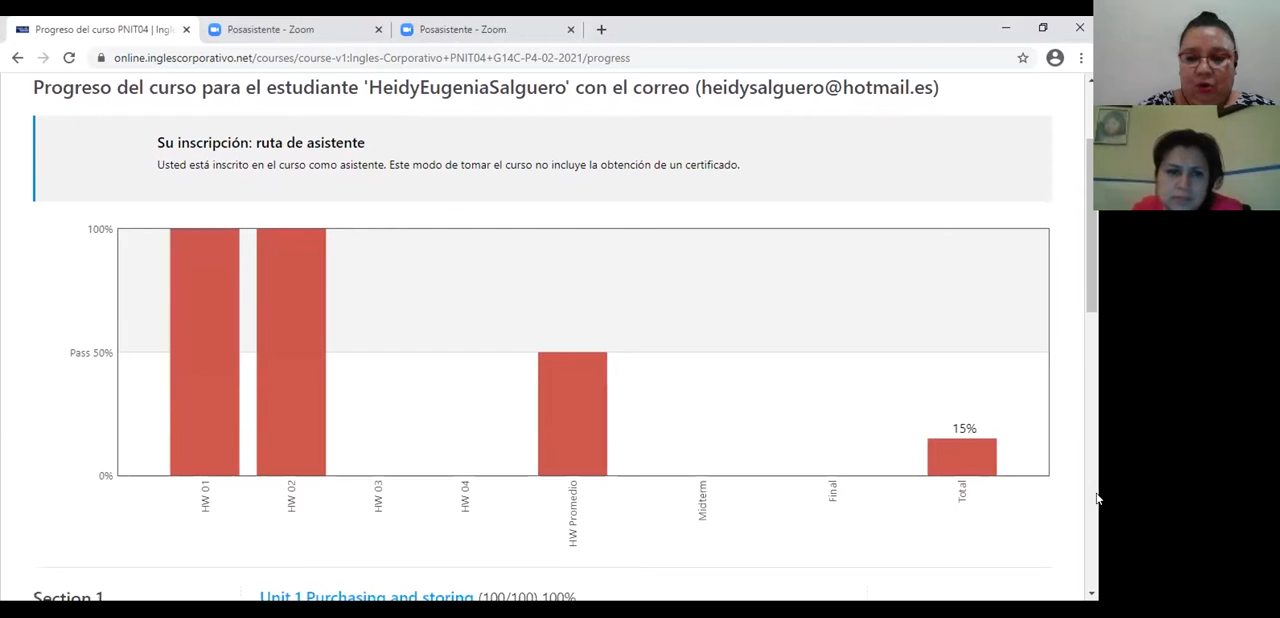 Progreso del curso PNIT04 | Ingl
Posasistente - Zoom
Posasistente - Zoom
online.inglescorporativo.net/courses/course-v1:Ingles-Corporativo+PNIT04+G14C-P4-02-2021/progress
Progreso del curso para el estudiante 'HeidyEugeniaSalguero' con el correo (heidysalguero@hotmail.es)
Su inscripción: ruta de asistente
Usted está inscrito en el curso como asistente. Este modo de tomar el curso no incluye la obtención de un certificado.
100%
Pass 50%
0%
15%
HW 01
HW 02
HW 03
HW 04
HW Promedio
Midterm
Final
Total
Section 1
Unit 1 Purchasing and storing (100/100) 100%